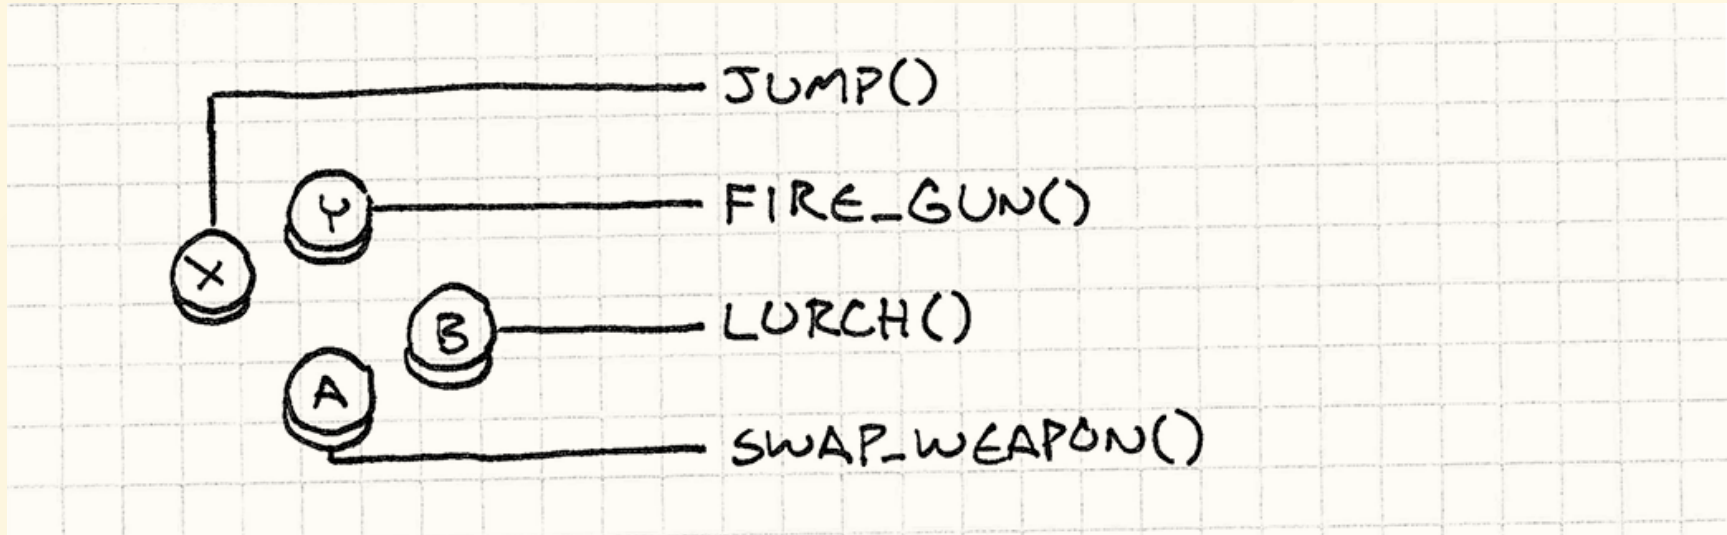 JUMP()
Y FIRE_GUN()
X
B LURCH()
A
SWAP_WEAPON()